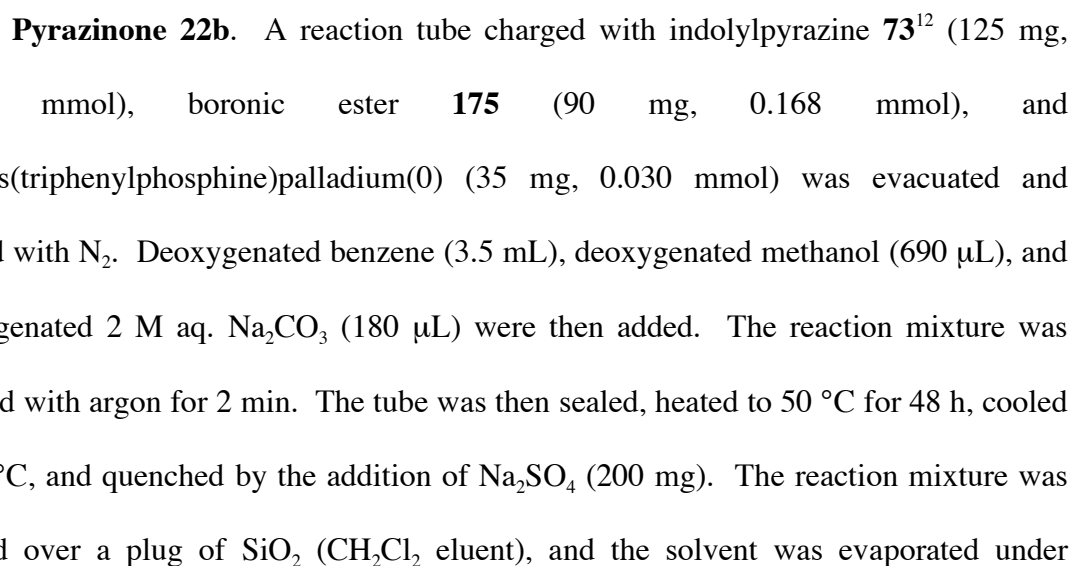 Pyrazinone 22b. A reaction tube charged with indolylpyrazine 73¹² (125 mg,
mmol), boronic ester 175 (90 mg, 0.168 mmol), and
s(triphenylphosphine)palladium(0) (35 mg, 0.030 mmol) was evacuated and
d with N₂. Deoxygenated benzene (3.5 mL), deoxygenated methanol (690 μL), and
genated 2 M aq. Na₂CO₃ (180 μL) were then added. The reaction mixture was
d with argon for 2 min. The tube was then sealed, heated to 50 °C for 48 h, cooled
°C, and quenched by the addition of Na₂SO₄ (200 mg). The reaction mixture was
d over a plug of SiO₂ (CH₂Cl₂ eluent), and the solvent was evaporated under